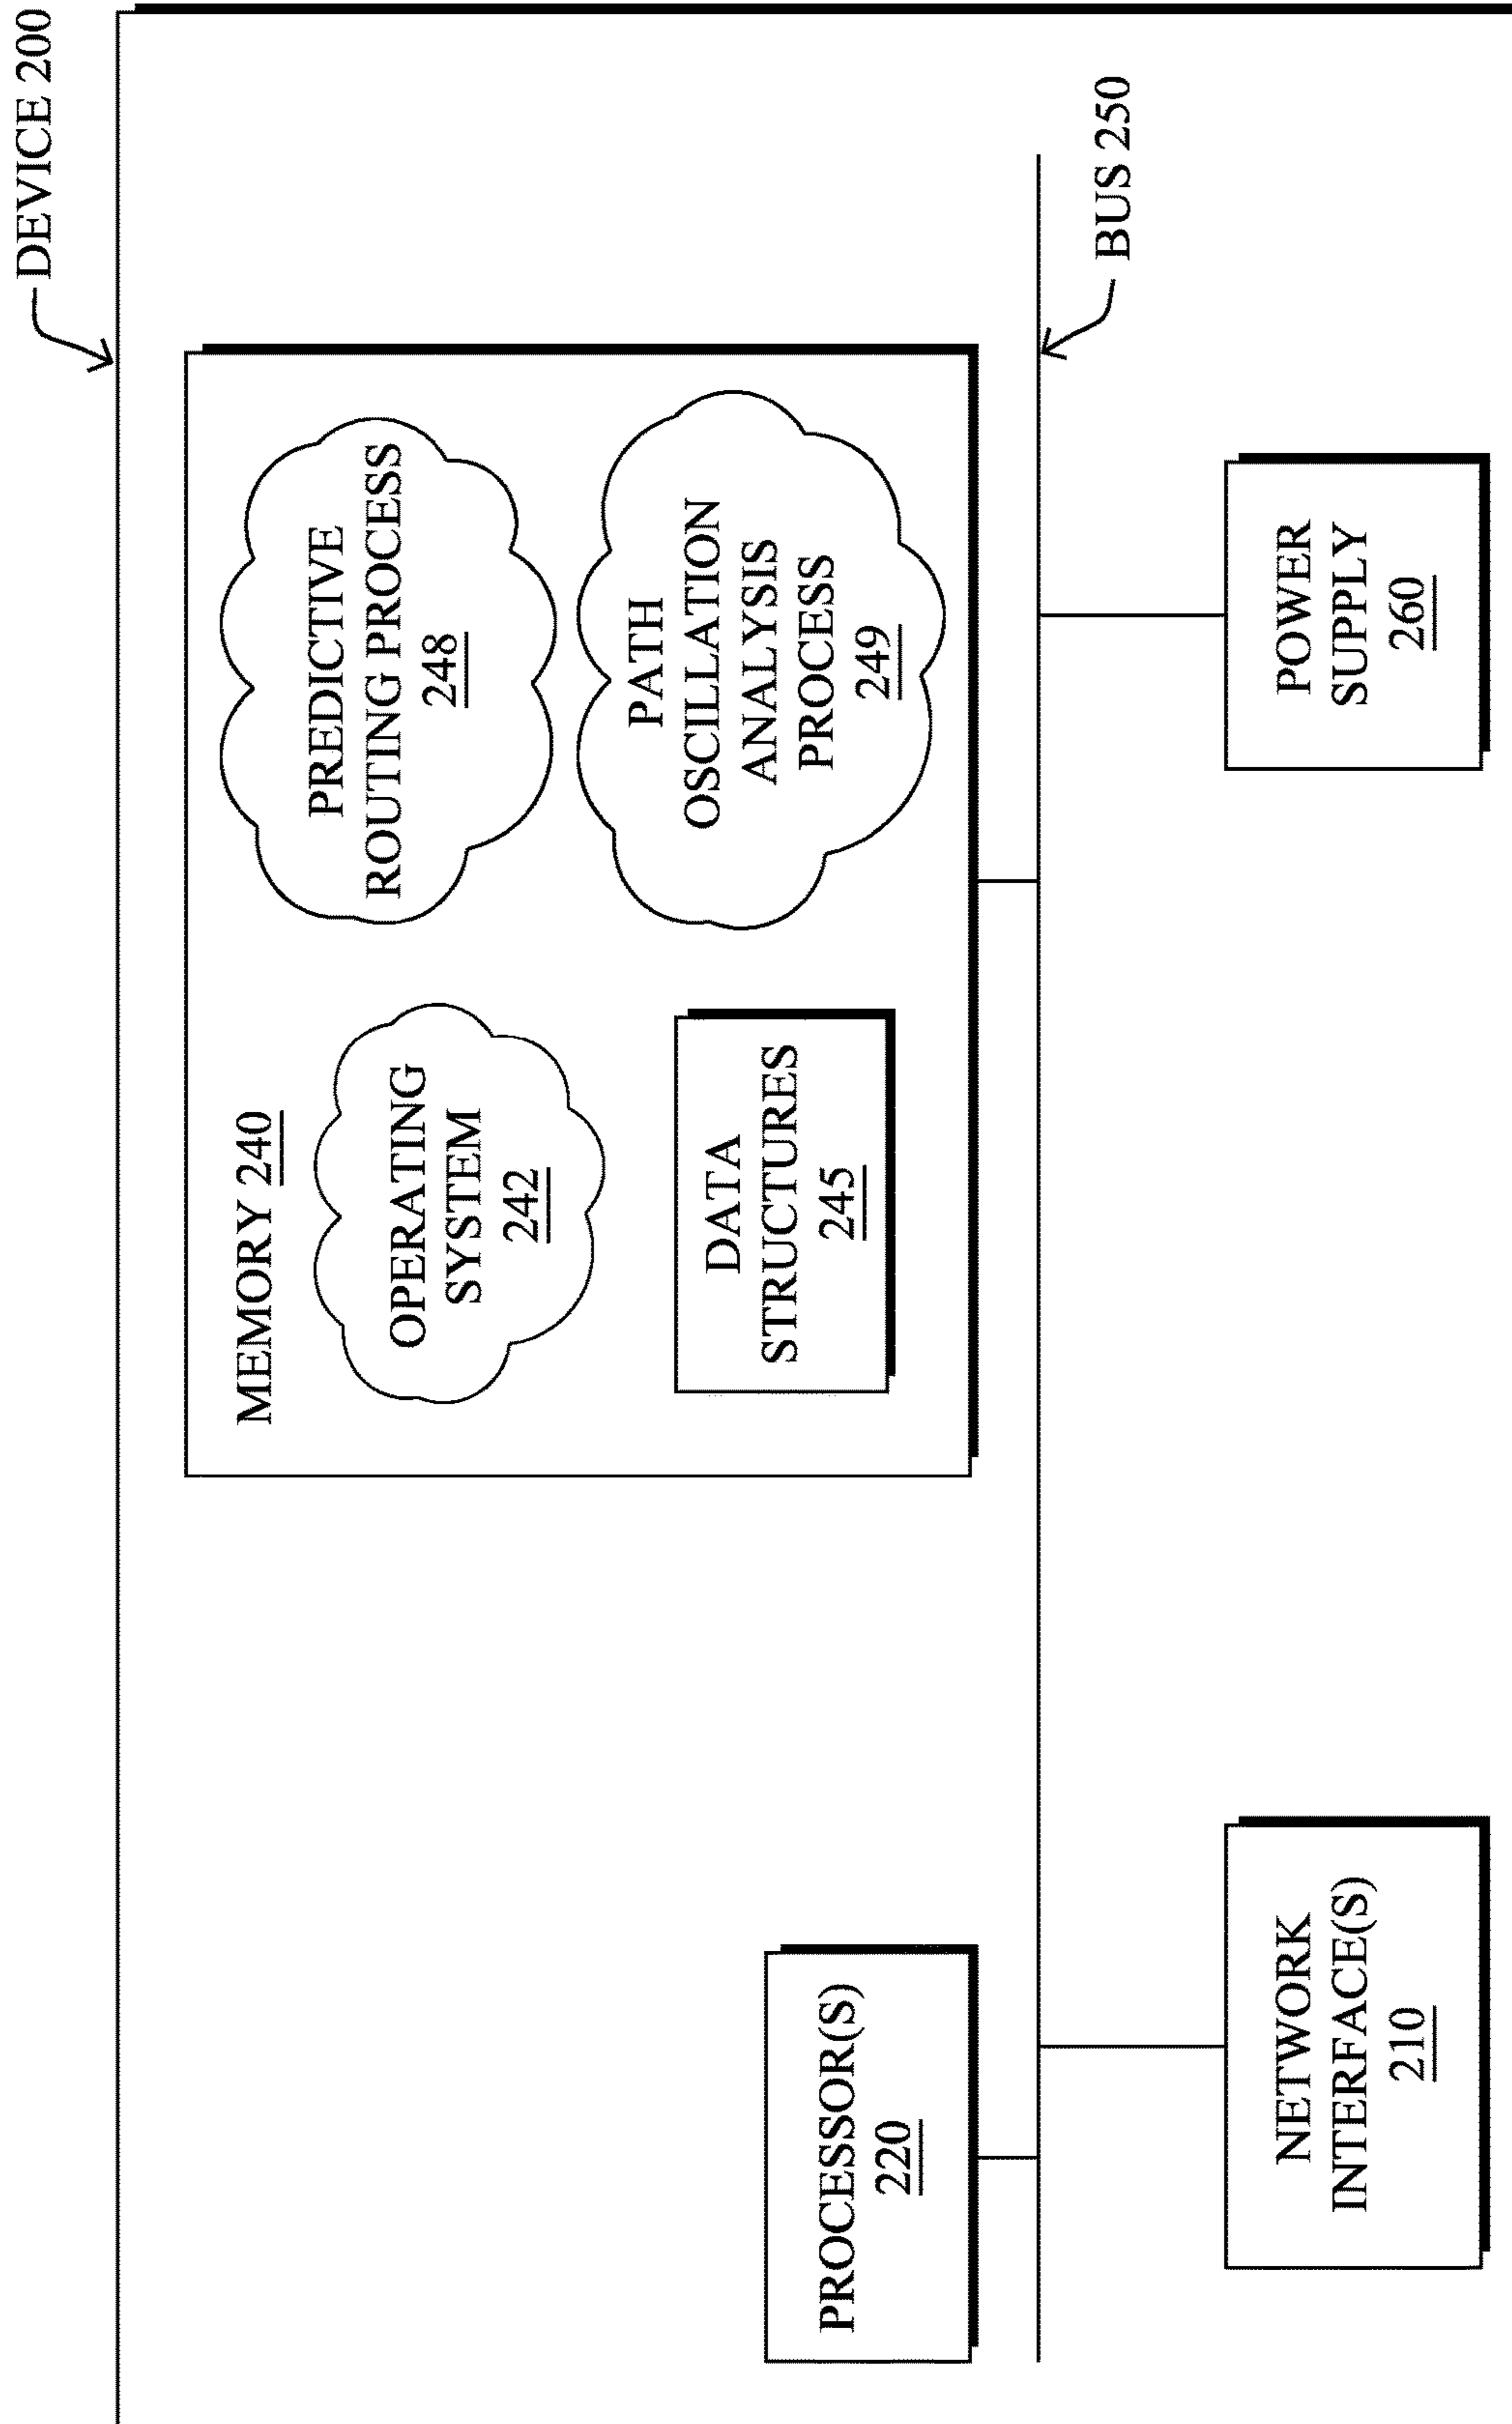 DEVICE 200
MEMORY 240
OPERATING
SYSTEM
242
PREDICTIVE
ROUTING PROCESS
248
DATA
STRUCTURES
245
PATH
OSCILLATION
ANALYSIS
PROCESS
249
PROCESSOR(S)
220
BUS 250
NETWORK
INTERFACE(S)
210
POWER
SUPPLY
260